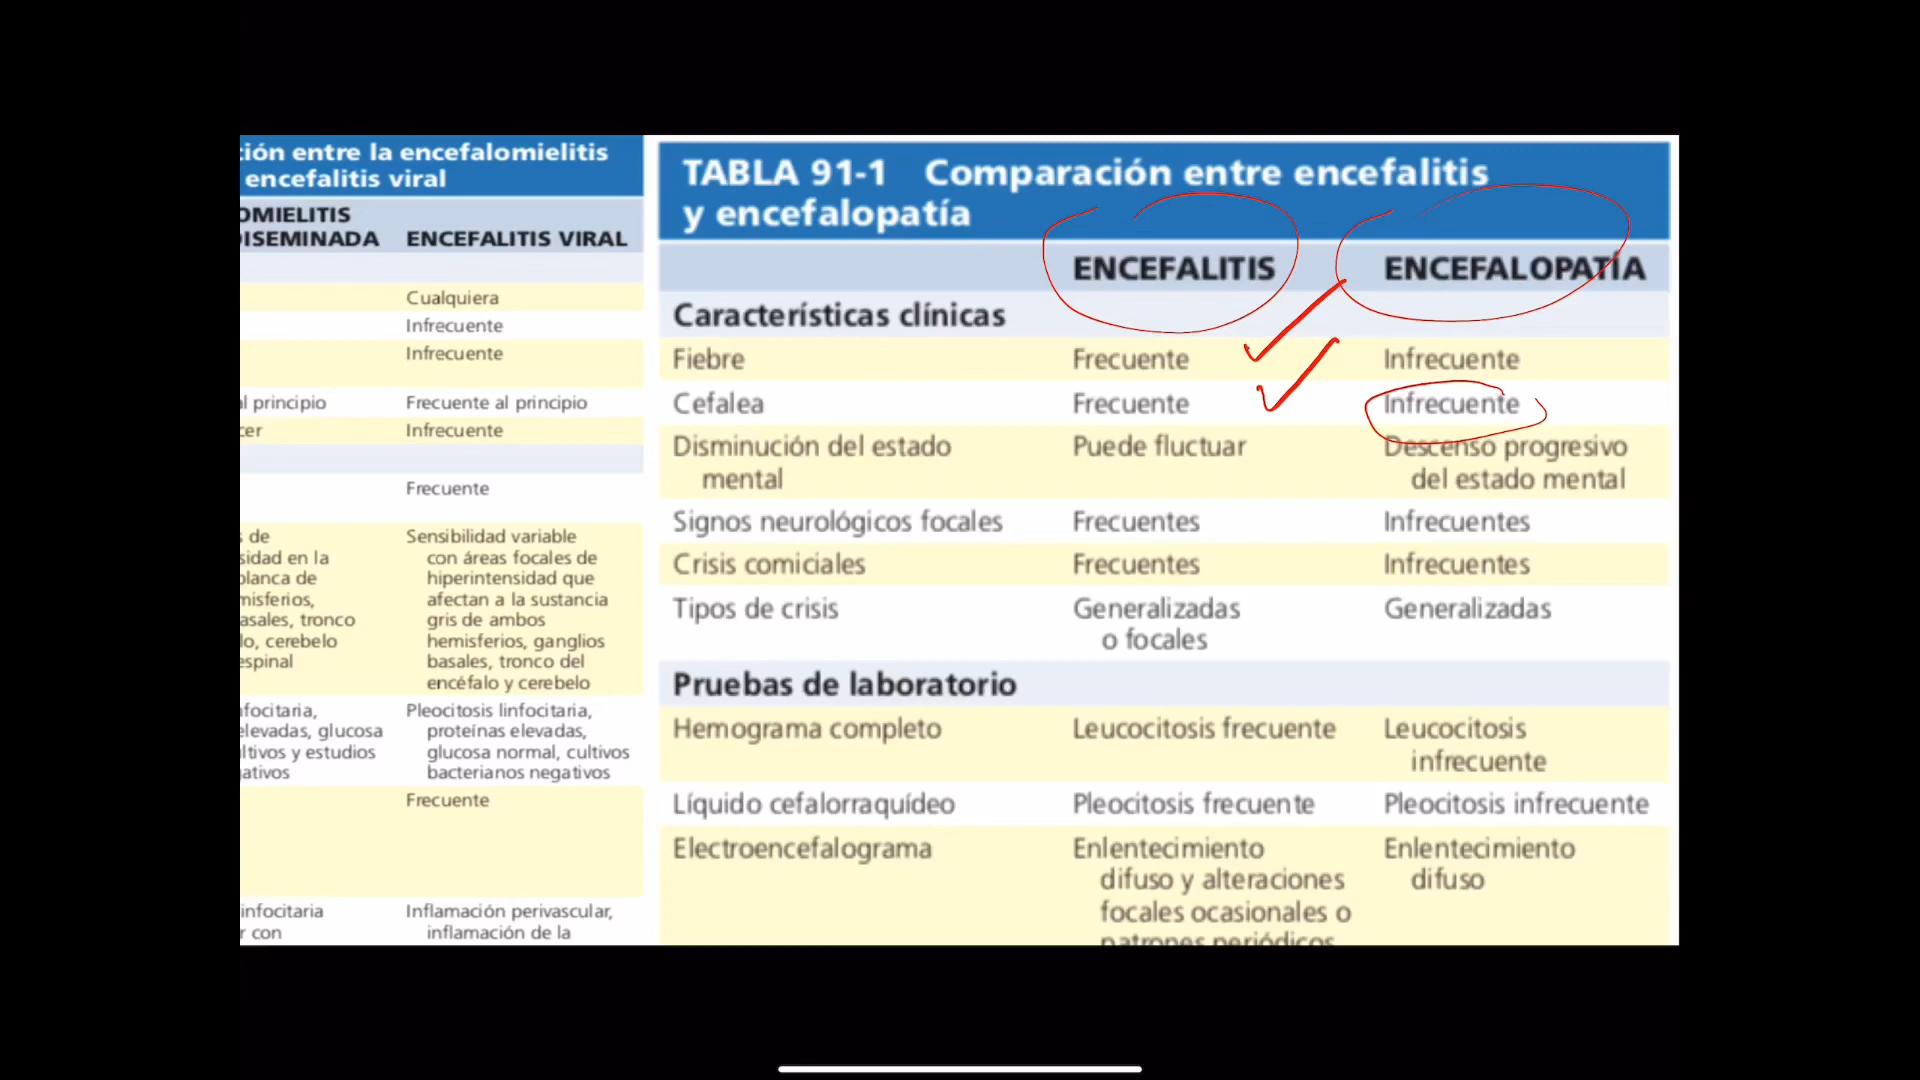 ción entre la encefalomielitis
encefalitis viral
OMIELITIS
DISEMINADA
ENCEFALITIS VIRAL
Cualquiera
Infrecuente
Infrecuente
al principio
Frecuente al principio
cer
Infrecuente
Frecuente
s de
sidad en la
blanca de
misferios,
asales, tronco
lo, cerebelo
espinal
Sensibilidad variable
con áreas focales de
hiperintensidad que
afectan a la sustancia
gris de ambos
hemisferios, ganglios
basales, tronco del
encéfalo y cerebelo
nfocitaria,
elevadas, glucosa
ltivos y estudios
ativos
Pleocitosis linfocitaria,
proteínas elevadas,
glucosa normal, cultivos
bacterianos negativos
Frecuente
infocitaria
r con
Inflamación perivascular,
inflamación de la
TABLA 91-1 Comparación entre encefalitis
y encefalopatía
ENCEFALITIS ENCEFALOPATÍA
Características clínicas
Fiebre Frecuente Infrecuente
Cefalea Frecuente Infrecuente
Disminución del estado Puede fluctuar Descenso progresivo
mental del estado mental
Signos neurológicos focales Frecuentes Infrecuentes
Crisis comiciales Frecuentes Infrecuentes
Tipos de crisis Generalizadas Generalizadas
o focales
Pruebas de laboratorio
Hemograma completo Leucocitosis frecuente Leucocitosis
infrecuente
Líquido cefalorraquídeo Pleocitosis frecuente Pleocitosis infrecuente
Electroencefalograma Enlentecimiento Enlentecimiento
difuso y alteraciones difuso
focales ocasionales o
patrones periódicos